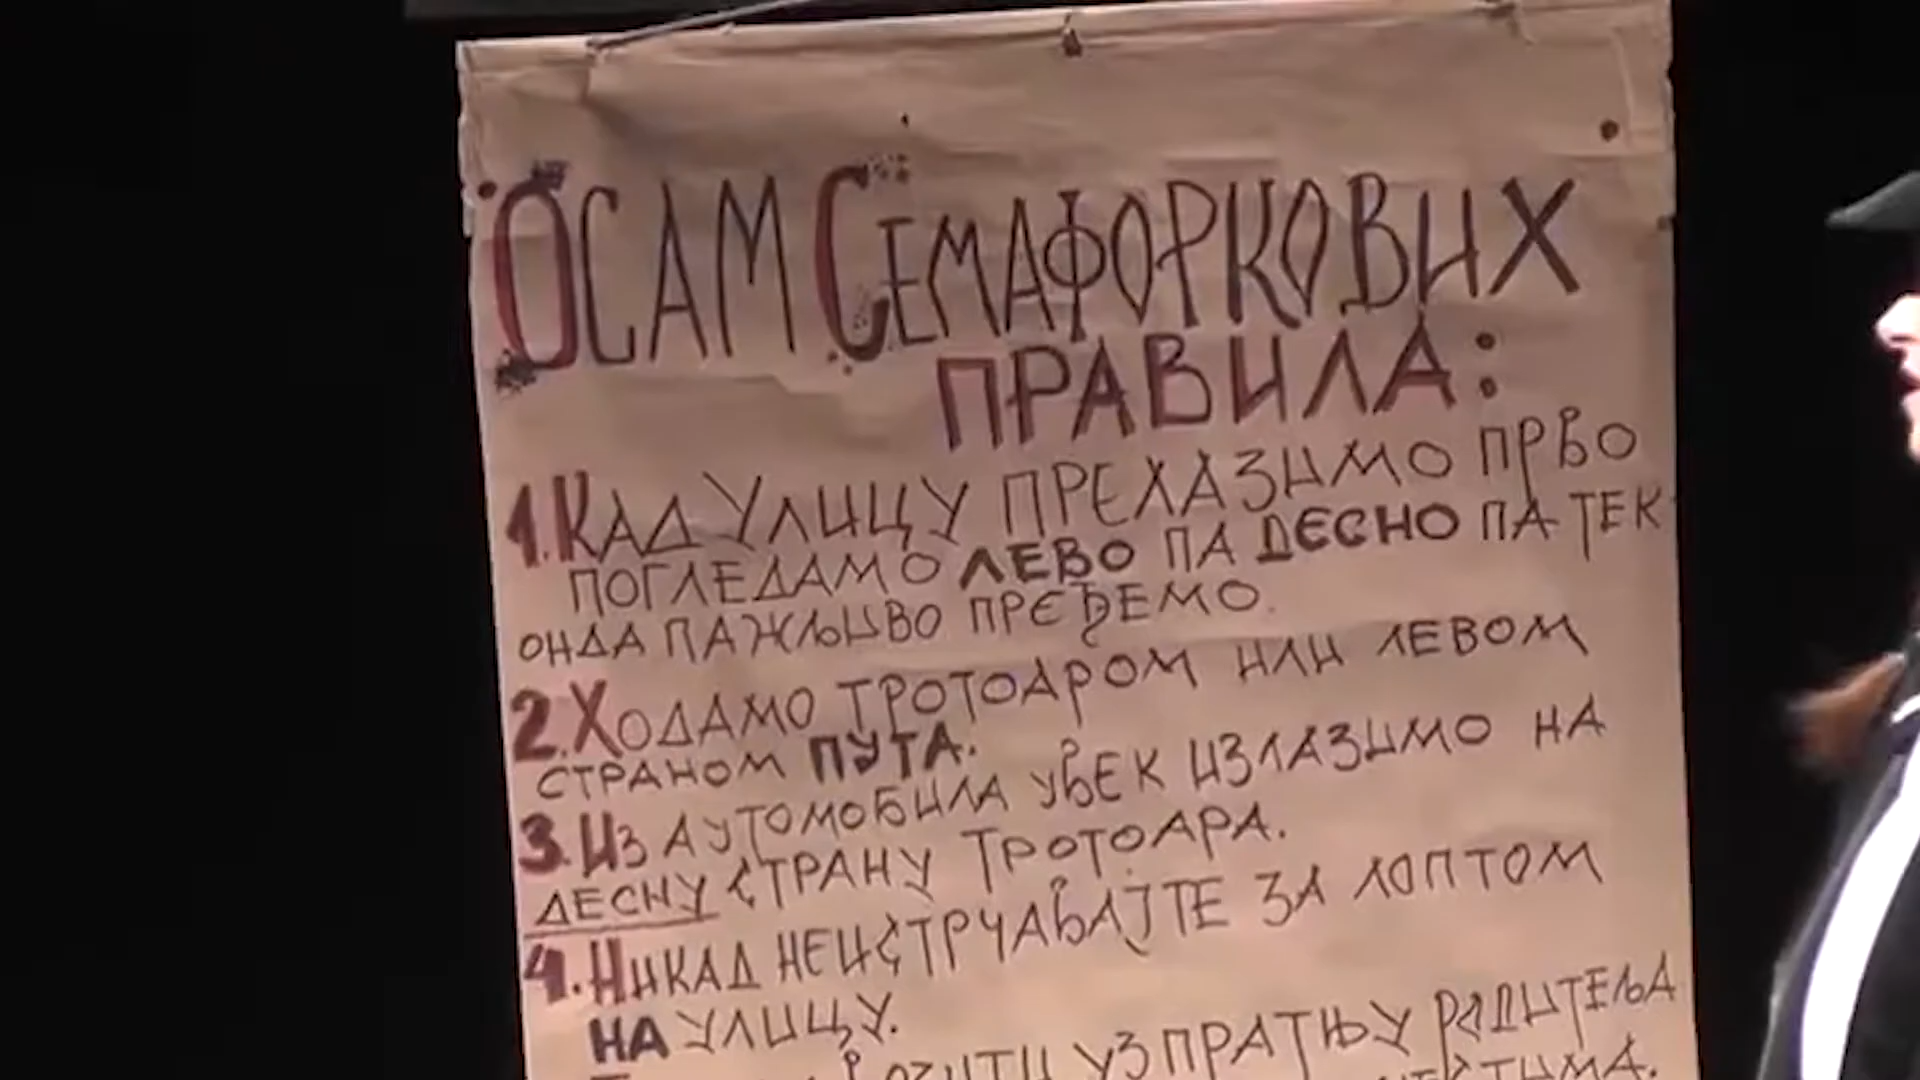 ОСАМ СЕМАФОРКОВИХ
ПРАВИЛА:
1. КАД УЛИЦУ ПРЕЛАЗИМО ПРВО
ПОГЛЕДАМО ЛЕВО ПА ДЕСНО ПА ТЕК
ОНДА ПАЖЉИВО ПРЕЂЕМО.
2. ХОДАМО ТРОТОАРОМ ИЛИ ЛЕВОМ
СТРАНОМ ПУТА.
3. ИЗ АУТОМОБИЛА УВЕК ИЗЛАЗИМО НА
ДЕСНУ СТРАНУ ТРОТОАРА.
4. НИКАД НЕИСТРЧАВАЈТЕ ЗА ЛОПТОМ
НА УЛИЦУ.
УЗ ПРАТЊУ РОДИТЕЉА